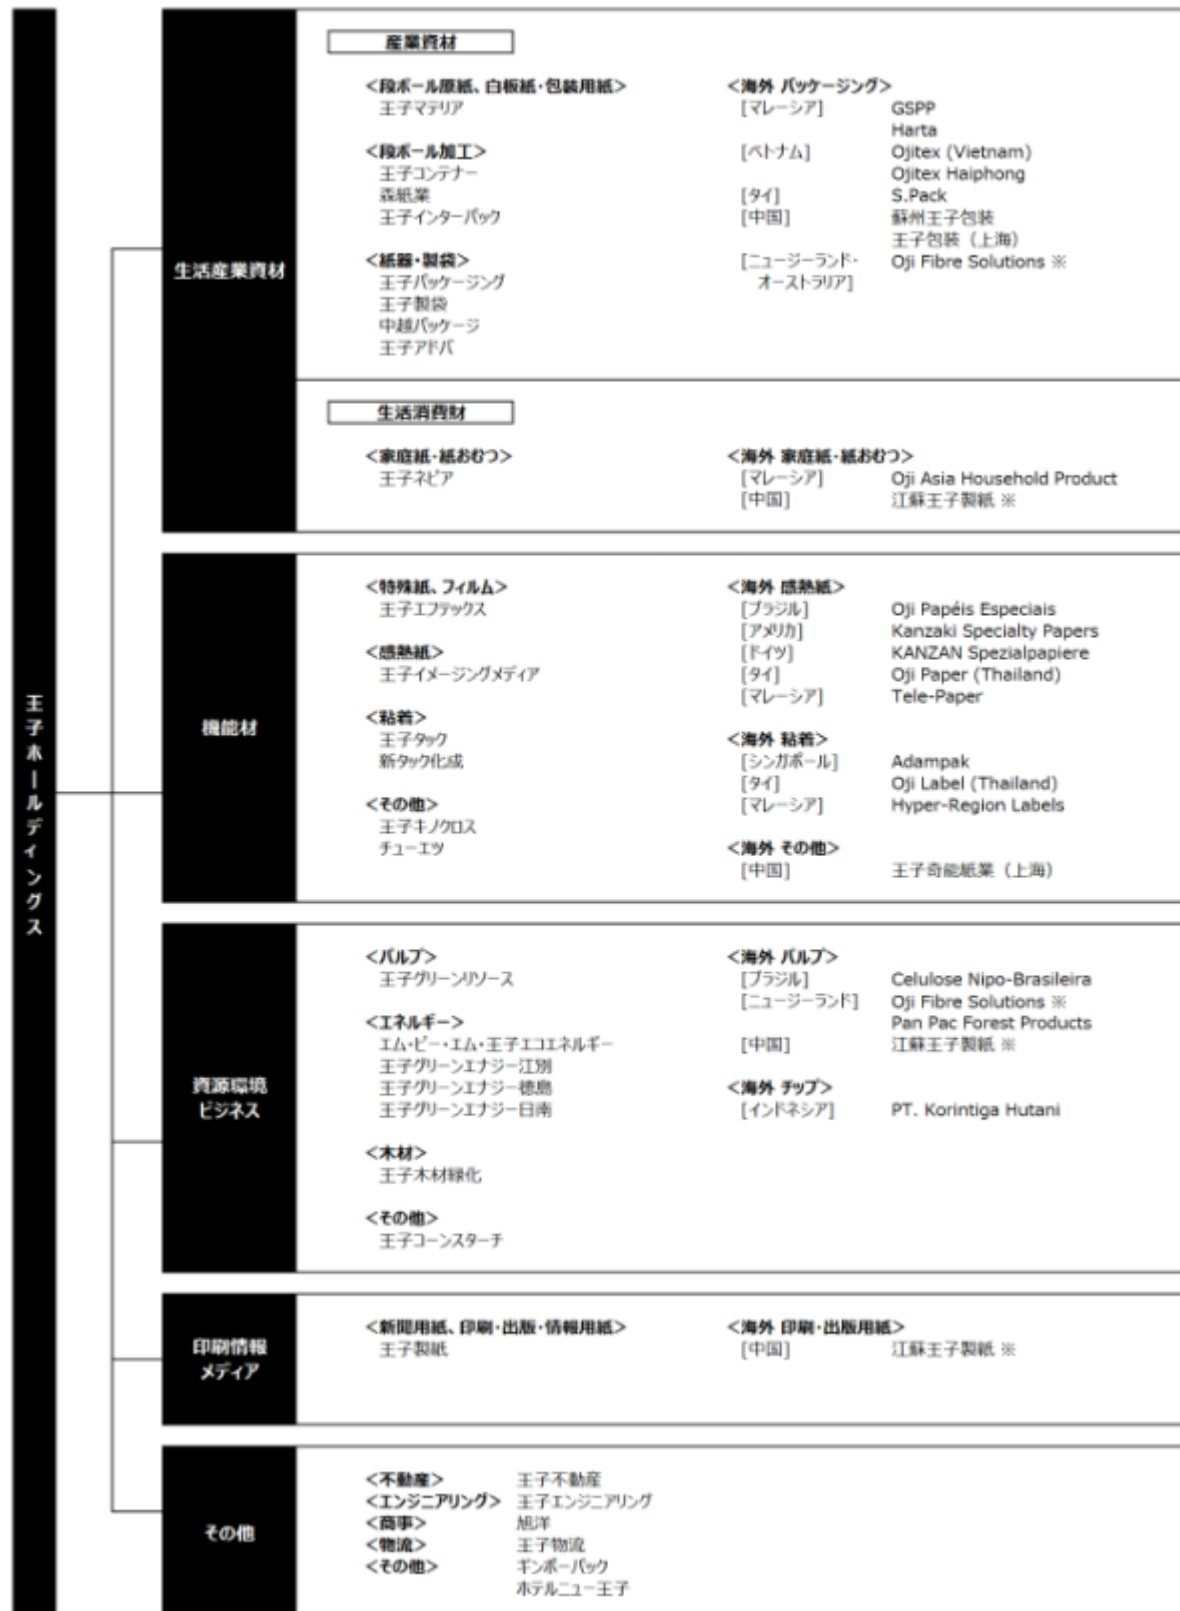 王子ホールディングス
生活産業資材
産業資材
<段ボール原紙、白板紙・包装用紙>
王子マテリア
<段ボール加工>
王子コンテナー
森紙業
王子インターパック
<紙器・製袋>
王子パッケージング
王子製袋
中越パッケージ
王子アドバ
<海外 パッケージング>
[マレーシア] GSPP
Harta
[ベトナム] Ojitex (Vietnam)
Ojitex Haiphong
[タイ] S.Pack
[中国] 蘇州王子包装
王子包装（上海）
[ニュージーランド・ Oji Fibre Solutions ※
オーストラリア]
生活消費財
<家庭紙・紙おむつ>
王子ネピア
<海外 家庭紙・紙おむつ>
[マレーシア] Oji Asia Household Product
[中国] 江蘇王子製紙 ※
機能材
<特殊紙、フィルム>
王子エフテックス
<感熱紙>
王子イメージングメディア
<粘着>
王子タック
新タック化成
<その他>
王子キノクロス
チューエツ
<海外 感熱紙>
[ブラジル] Oji Papéis Especiais
[アメリカ] Kanzaki Specialty Papers
[ドイツ] KANZAN Spezialpapiere
[タイ] Oji Paper (Thailand)
[マレーシア] Tele-Paper
<海外 粘着>
[シンガポール] Adampak
[タイ] Oji Label (Thailand)
[マレーシア] Hyper-Region Labels
<海外 その他>
[中国] 王子奇能紙業（上海）
資源環境
ビジネス
<パルプ>
王子グリーンリソース
<エネルギー>
エム・ピー・エム・王子エコエネルギー
王子グリーンエナジー江別
王子グリーンエナジー徳島
王子グリーンエナジー日南
<木材>
王子木材緑化
<その他>
王子コーンスターチ
<海外 パルプ>
[ブラジル] Celulose Nipo-Brasileira
[ニュージーランド] Oji Fibre Solutions ※
Pan Pac Forest Products
[中国] 江蘇王子製紙 ※
<海外 チップ>
[インドネシア] PT. Korintiga Hutani
印刷情報
メディア
<新聞用紙、印刷・出版・情報用紙>
王子製紙
<海外 印刷・出版用紙>
[中国] 江蘇王子製紙 ※
その他
<不動産> 王子不動産
<エンジニアリング> 王子エンジニアリング
<商事> 旭洋
<物流> 王子物流
<その他> ギンポーパック
ホテルニュー王子